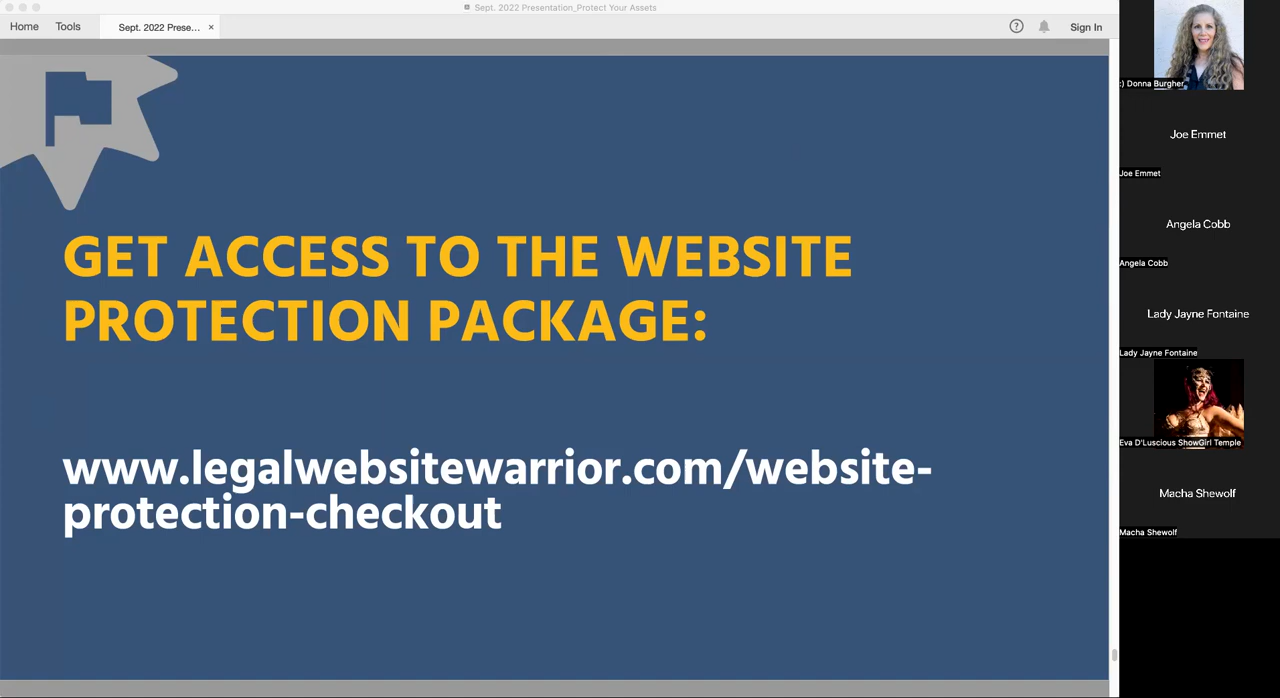 Sept. 2022 Presentation_Protect Your Assets
Home
Tools
Sept. 2022 Prese...
Sign In
GET ACCESS TO THE WEBSITE
PROTECTION PACKAGE:
www.legalwebsitewarrior.com/website-
protection-checkout
:) Donna Burgher
Joe Emmet
Joe Emmet
Angela Cobb
Angela Cobb
Lady Jayne Fontaine
Lady Jayne Fontaine
Eva D'Luscious ShowGirl Temple
Macha Shewolf
Macha Shewolf